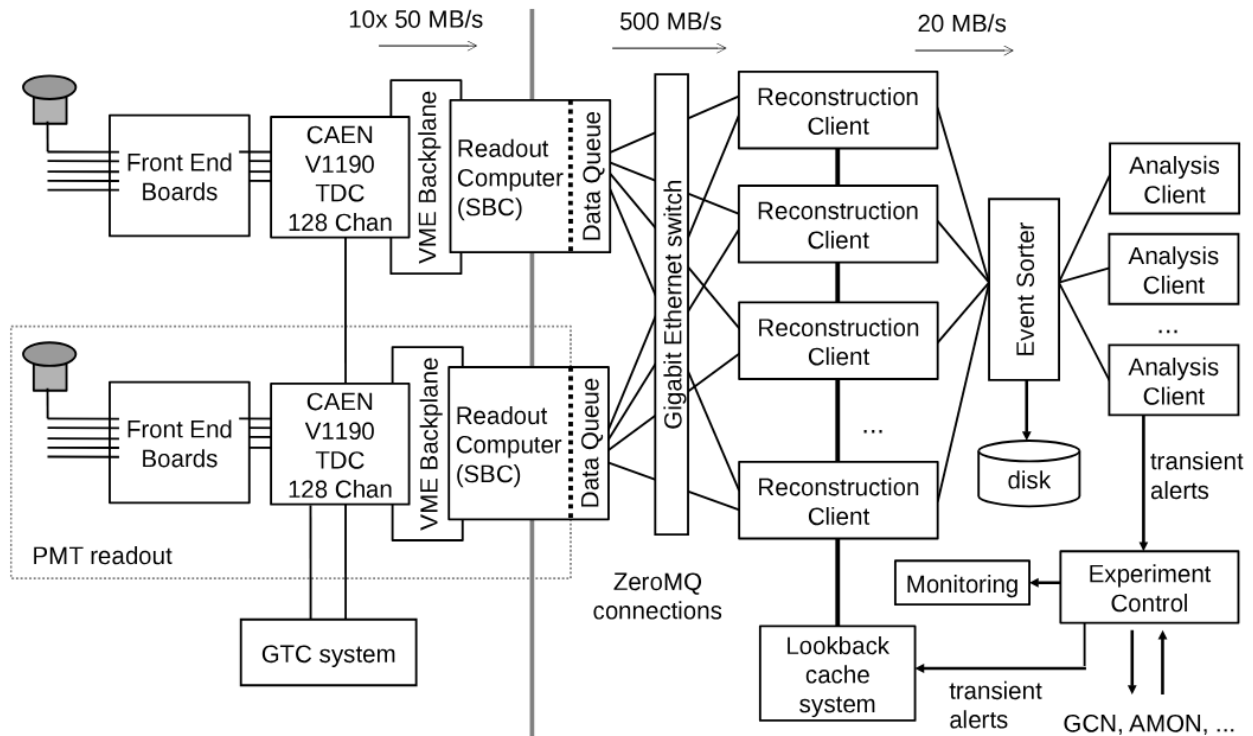 10x 50 MB/s
500 MB/s
20 MB/s
Front End
Boards
CAEN
V1190
TDC
128 Chan
VME Backplane
Readout
Computer
(SBC)
Data Queue
Gigabit Ethernet switch
Reconstruction
Client
Reconstruction
Client
Reconstruction
Client
...
Reconstruction
Client
Event Sorter
Analysis
Client
Analysis
Client
...
Analysis
Client
Front End
Boards
CAEN
V1190
TDC
128 Chan
VME Backplane
Readout
Computer
(SBC)
Data Queue
disk
transient
alerts
PMT readout
ZeroMQ
connections
Monitoring
Experiment
Control
GTC system
Lookback
cache
system
transient
alerts
GCN, AMON, ...